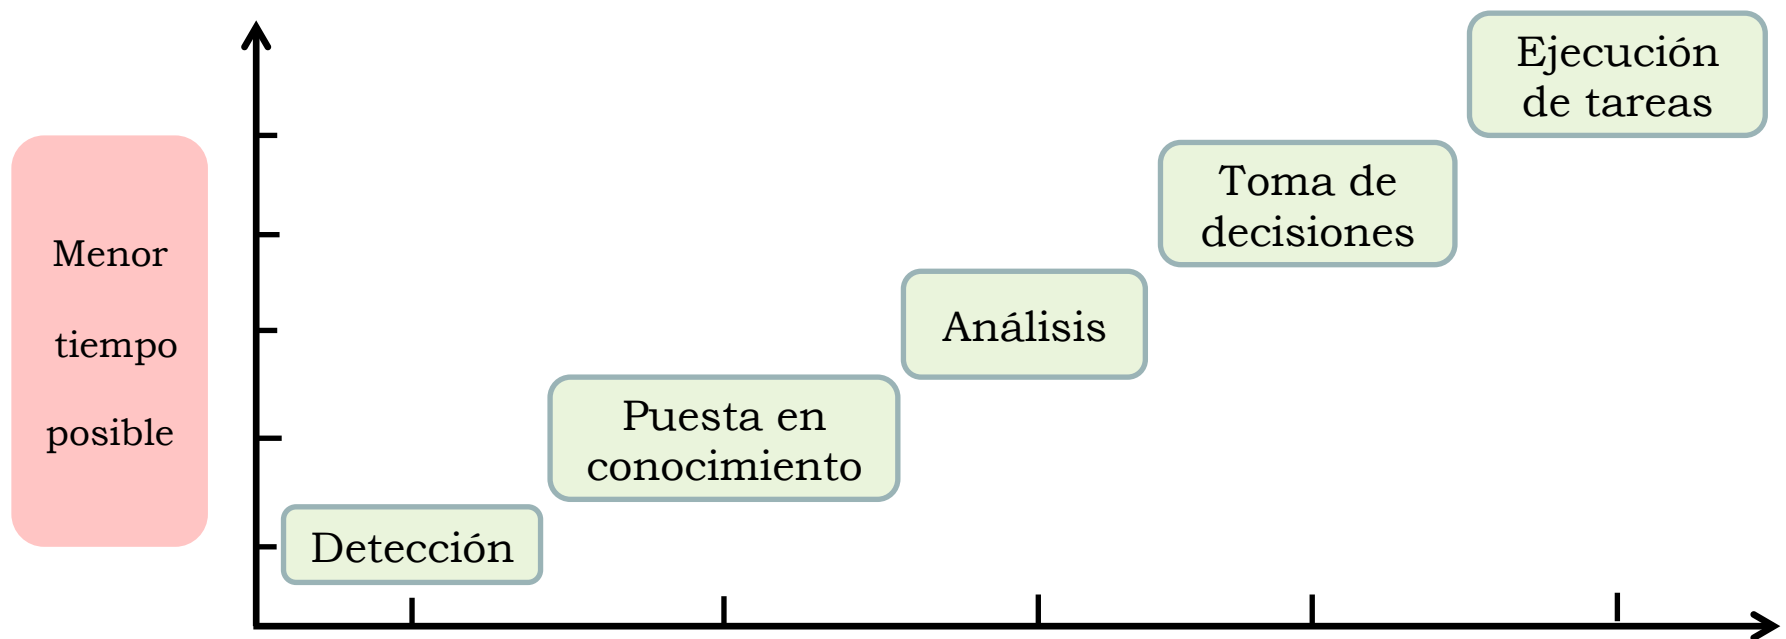 Ejecución
de tareas
Toma de
decisiones
Menor
tiempo
posible
Análisis
Puesta en
conocimiento
Detección